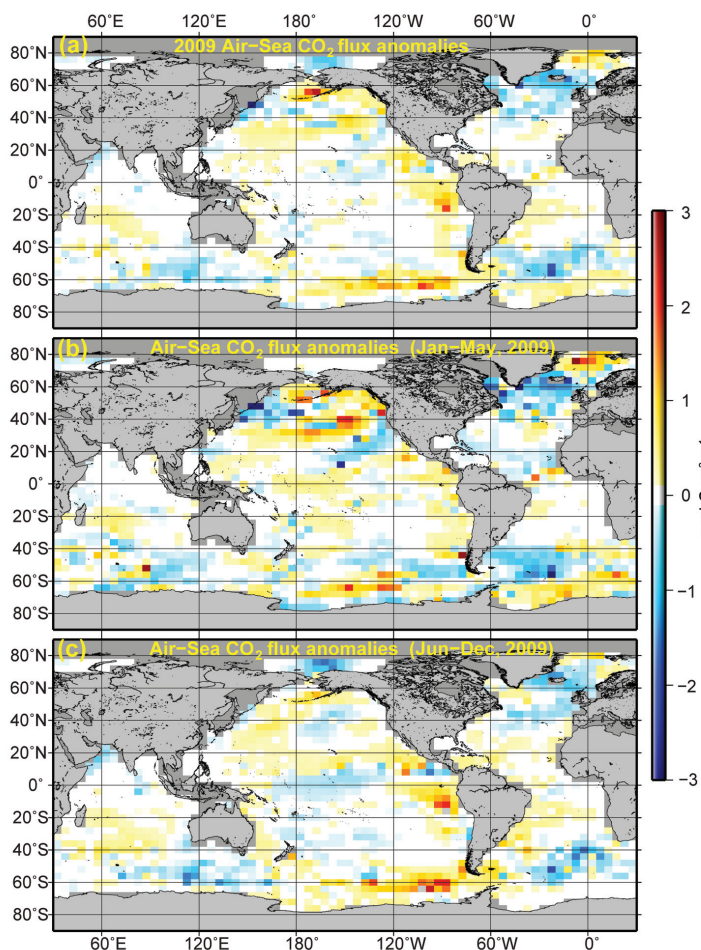 60°E 120°E 180° 120°W 60°W 0°
(a) 2009 Air−Sea CO₂ flux anomalies
80°N
60°N
40°N
20°N
0°
20°S
40°S
60°S
80°S
(b) Air−Sea CO₂ flux anomalies (Jan−May, 2009)
80°N
60°N
40°N
20°N
0°
20°S
40°S
60°S
80°S
(c) Air−Sea CO₂ flux anomalies (Jun−Dec, 2009)
80°N
60°N
40°N
20°N
0°
20°S
40°S
60°S
80°S
60°E 120°E 180° 120°W 60°W 0°
3
2
1
0
−1
−2
−3